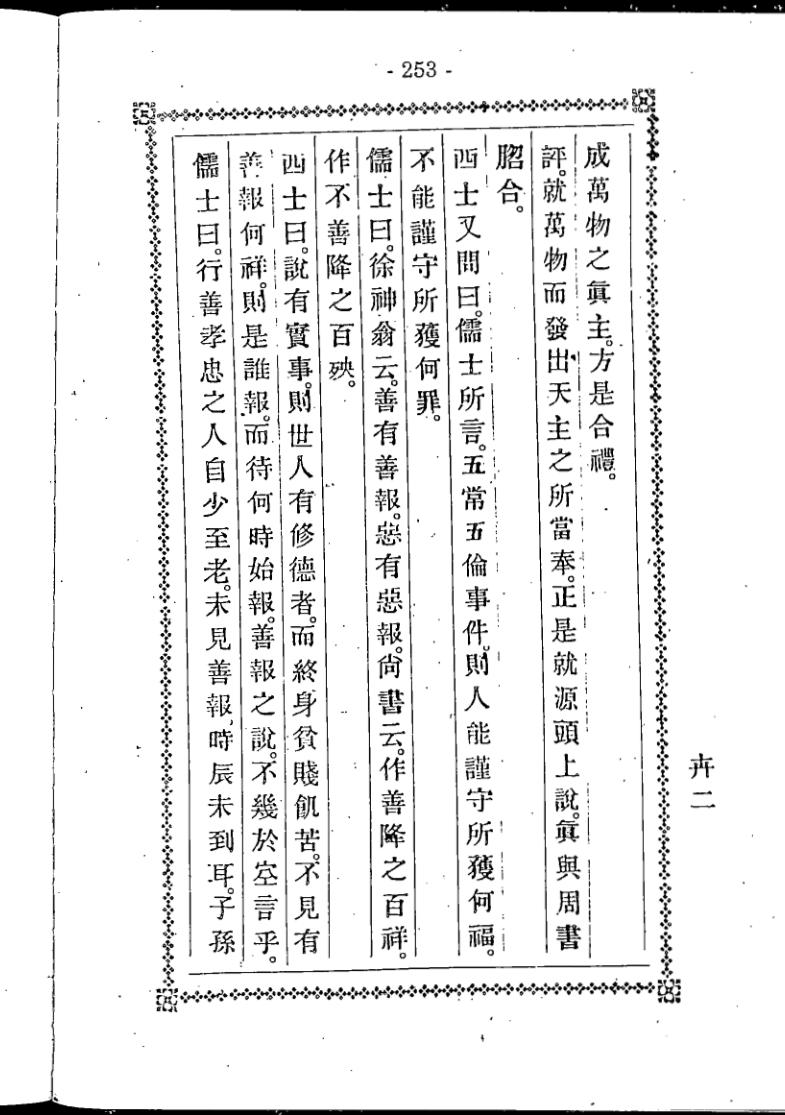 - 253 -
成萬物之眞主。方是合禮。
評。就萬物而發出天主之所當奉。正是就源頭上說。眞與周書
脗合。
西士又問曰。儒士所言。五常五倫事件。則人能謹守所獲何福。
不能謹守所獲何罪。
儒士曰。徐神翁云。善有善報。惡有惡報。尙書云。作善降之百祥。
作不善降之百殃。
西士曰。說有實事。則世人有修德者。而終身貧賤飢苦。不見有
善報何祥。則是誰報。而待何時始報。善報之說。不幾於空言乎。
儒士曰。行善孝忠之人自少至老。未見善報、時辰未到耳。子孫
卉二